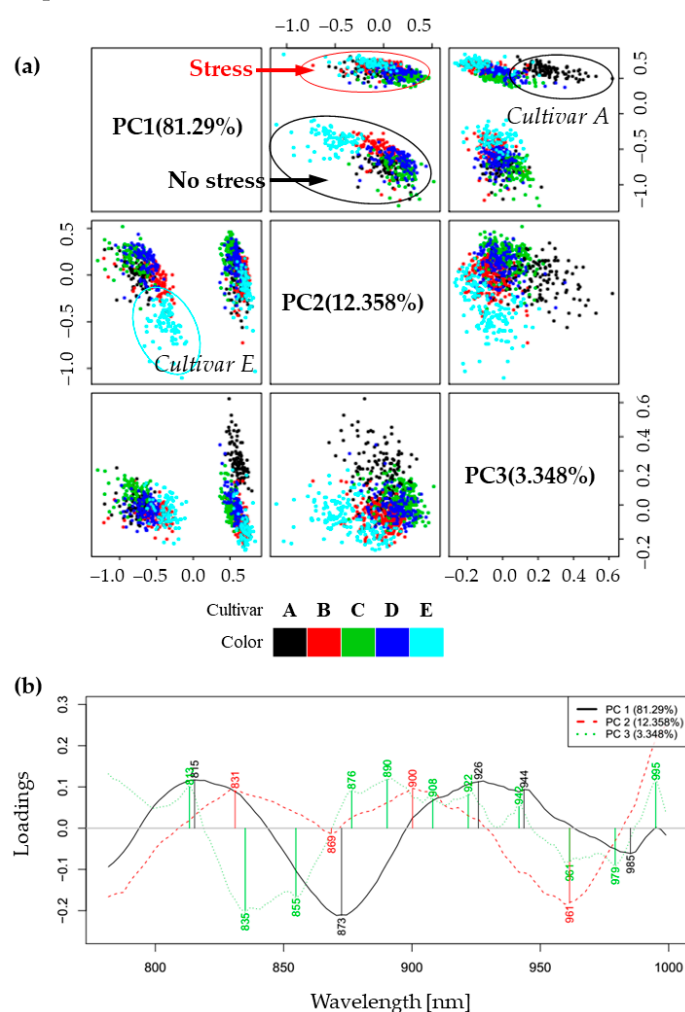 −1.0 0.0 0.5
(a)
Stress
PC1(81.29%)
No stress
Cultivar A
−1.0 −0.5 0.0 0.5
−1.0 −0.5 0.0 0.5
PC2(12.358%)
Cultivar E
PC3(3.348%)
−0.2 0.0 0.2 0.4 0.6
−1.0 −0.5 0.0 0.5
−0.2 0.0 0.2 0.4 0.6
Cultivar A B C D E
Color
(b)
PC 1 (81.29%)
PC 2 (12.358%)
PC 3 (3.348%)
0.3
0.2
0.1
0.0
−0.1
−0.2
Loadings
813
815
831
835
855
869
873
876
890
900
908
922
926
942
944
961
961
979
985
995
800 850 900 950 1000
Wavelength [nm]